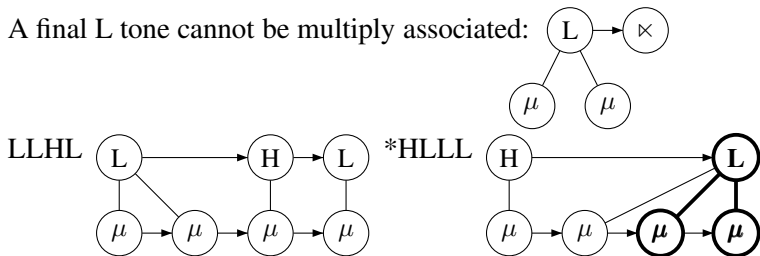 A final L tone cannot be multiply associated: L ⋉
μ μ
LLHL L H L *HLLL H L
μ μ μ μ μ μ μ μ